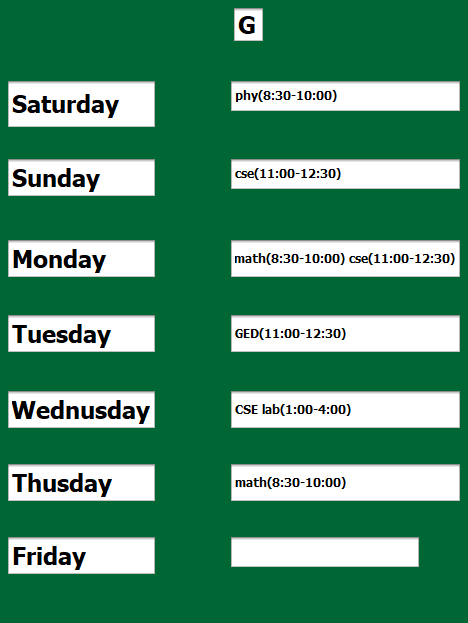 G
Saturday
phy(8:30-10:00)
Sunday
cse(11:00-12:30)
Monday
math(8:30-10:00) cse(11:00-12:30)
Tuesday
GED(11:00-12:30)
Wednusday
CSE lab(1:00-4:00)
Thusday
math(8:30-10:00)
Friday